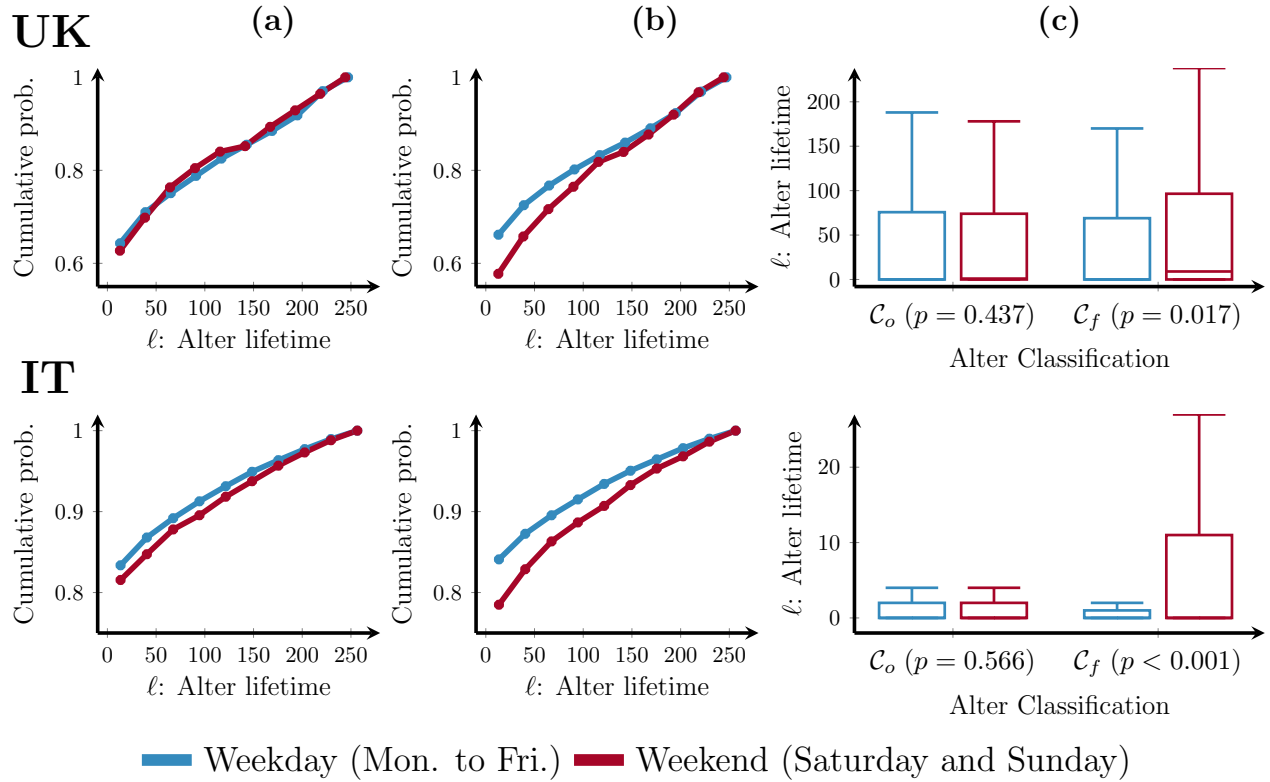 (a) (b) (c)
UK
Cumulative prob.
1
0.8
0.6
0 50 100 150 200 250
ℓ: Alter lifetime
Cumulative prob.
1
0.8
0.6
0 50 100 150 200 250
ℓ: Alter lifetime
ℓ: Alter lifetime
200
150
100
50
0
𝒞ₒ (p = 0.437) 𝒞_f (p = 0.017)
Alter Classification
IT
Cumulative prob.
1
0.9
0.8
0 50 100 150 200 250
ℓ: Alter lifetime
Cumulative prob.
1
0.9
0.8
0 50 100 150 200 250
ℓ: Alter lifetime
ℓ: Alter lifetime
20
10
0
𝒞ₒ (p = 0.566) 𝒞_f (p < 0.001)
Alter Classification
Weekday (Mon. to Fri.) Weekend (Saturday and Sunday)